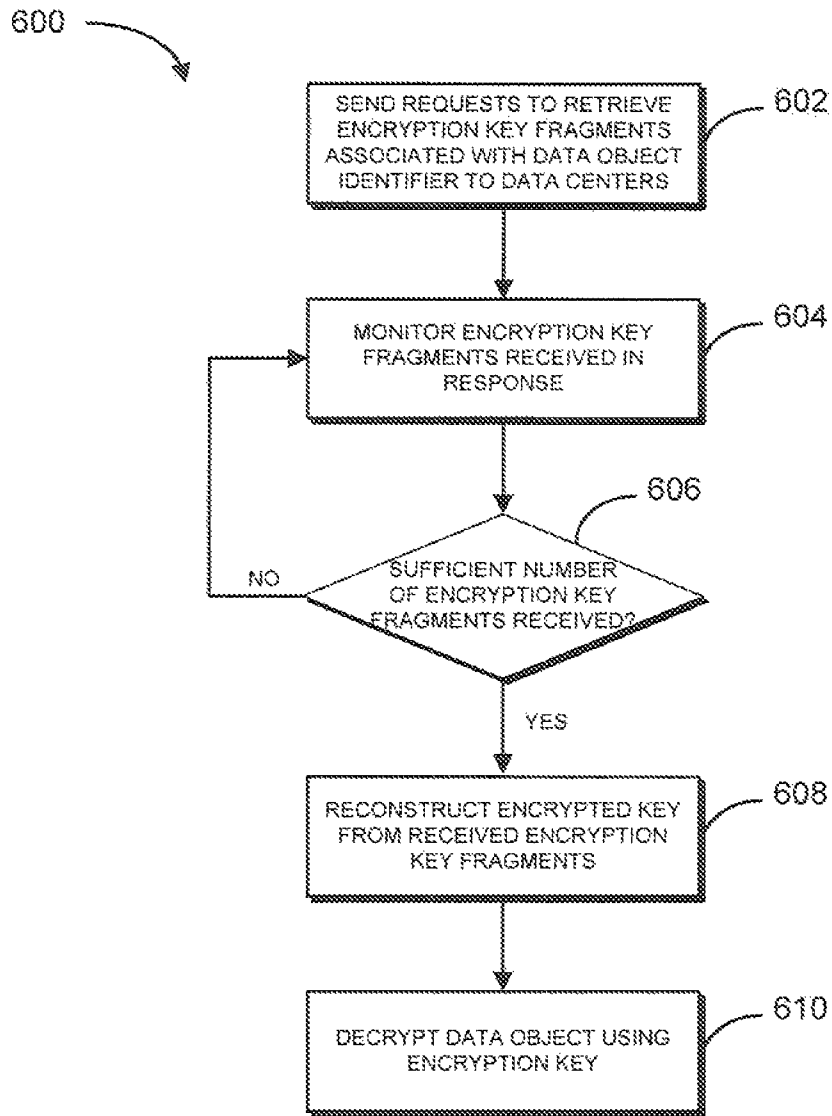 600
SEND REQUESTS TO RETRIEVE
ENCRYPTION KEY FRAGMENTS
ASSOCIATED WITH DATA OBJECT
IDENTIFIER TO DATA CENTERS
602
MONITOR ENCRYPTION KEY
FRAGMENTS RECEIVED IN
RESPONSE
604
606
SUFFICIENT NUMBER
OF ENCRYPTION KEY
FRAGMENTS RECEIVED?
NO
YES
RECONSTRUCT ENCRYPTED KEY
FROM RECEIVED ENCRYPTION
KEY FRAGMENTS
608
DECRYPT DATA OBJECT USING
ENCRYPTION KEY
610